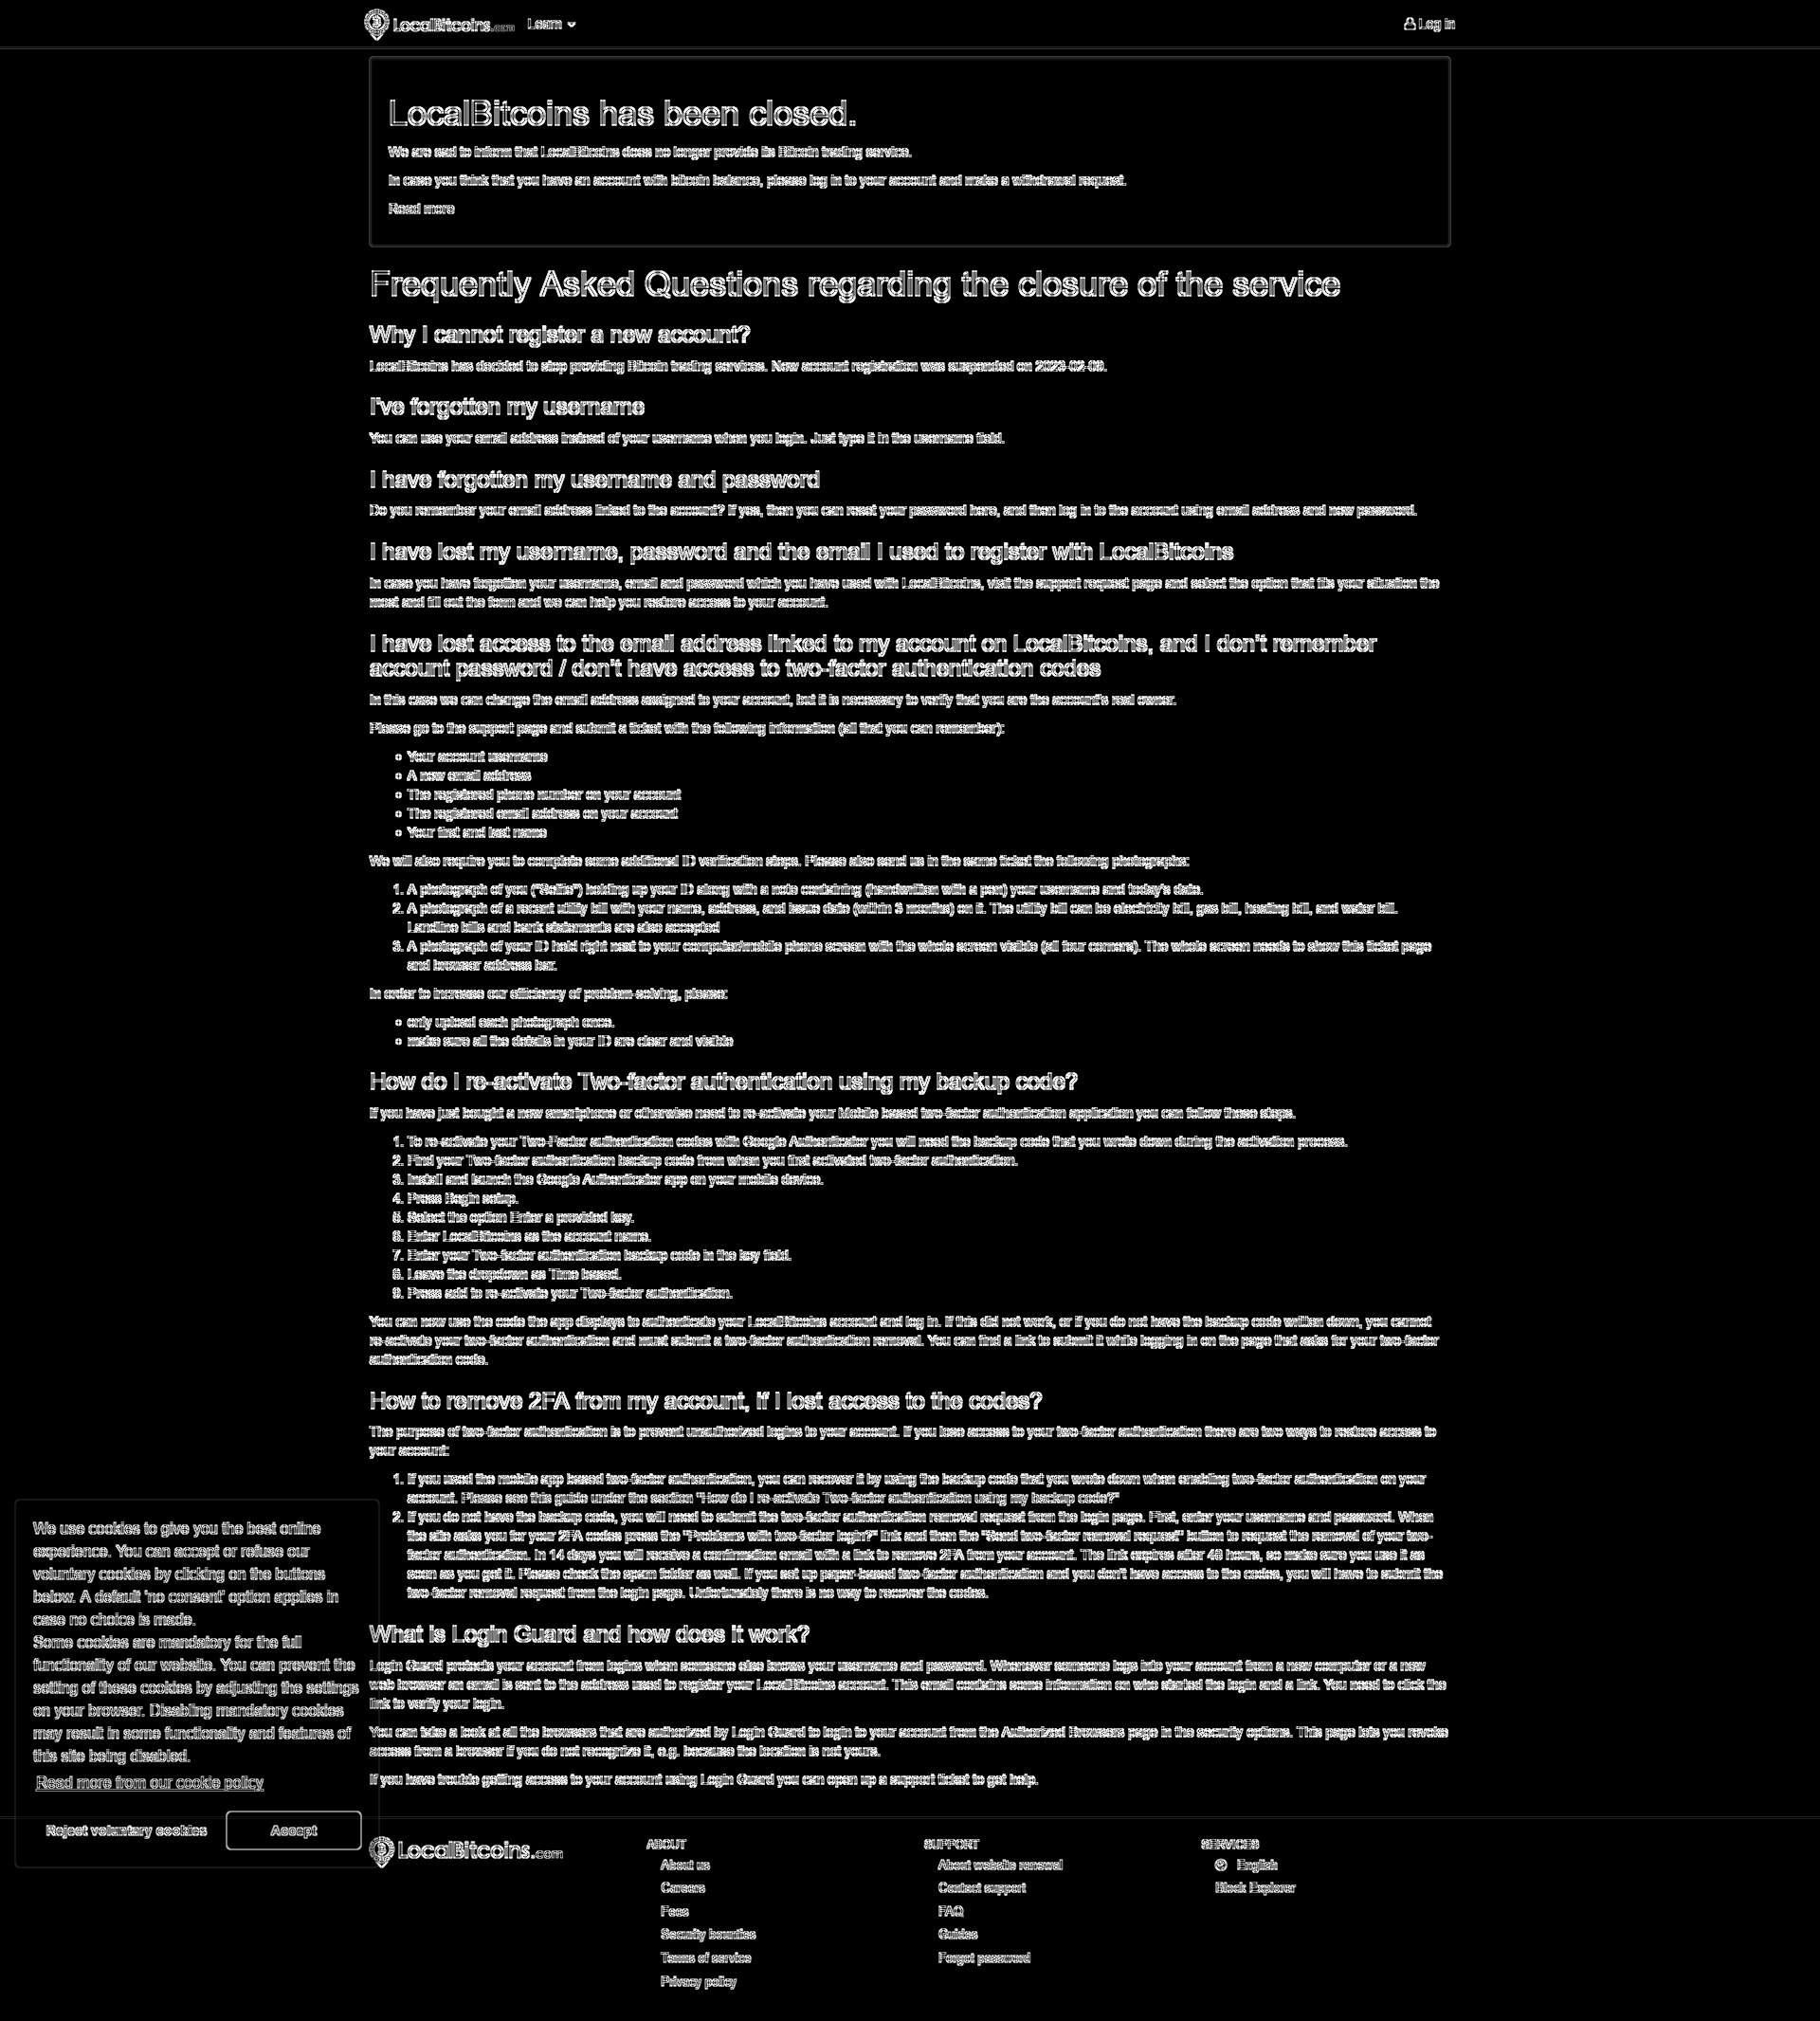 LocalBitcoins.com
Learn
Log in
LocalBitcoins has been closed.
We are sad to inform that LocalBitcoins does no longer provide its Bitcoin trading service.
In case you think that you have an account with bitcoin balance, please log in to your account and make a withdrawal request.
Read more
Frequently Asked Questions regarding the closure of the service
Why I cannot register a new account?
LocalBitcoins has decided to stop providing Bitcoin trading services. New account registration was suspended on 2023-02-09.
I've forgotten my username
You can use your email address instead of your username when you login. Just type it in the username field.
I have forgotten my username and password
Do you remember your email address linked to the account? If yes, then you can reset your password here, and then log in to the account using email address and new password.
I have lost my username, password and the email I used to register with LocalBitcoins
In case you have forgotten your username, email and password which you have used with LocalBitcoins, visit the support request page and select the option that fits your situation the
most and fill out the form and we can help you restore access to your account.
I have lost access to the email address linked to my account on LocalBitcoins, and I don't remember
account password / don't have access to two-factor authentication codes
In this case we can change the email address assigned to your account, but it is necessary to verify that you are the account's real owner.
Please go to the support page and submit a ticket with the following information (all that you can remember):
Your account username
A new email address
The registered phone number on your account
The registered email address on your account
Your first and last name
We will also require you to complete some additional ID verification steps. Please also send us in the same ticket the following photographs:
1. A photograph of you ("Selfie") holding up your ID along with a note containing (handwritten with a pen) your username and today's date.
2. A photograph of a recent utility bill with your name, address, and issue date (within 3 months) on it. The utility bill can be electricity bill, gas bill, heating bill, and water bill.
Landline bills and bank statements are also accepted
3. A photograph of your ID held right next to your computer/mobile phone screen with the whole screen visible (all four corners). The whole screen needs to show this ticket page
and browser address bar.
In order to increase our efficiency of problem-solving, please:
only upload each photograph once.
make sure all the details in your ID are clear and visible
How do I re-activate Two-factor authentication using my backup code?
If you have just bought a new smartphone or otherwise need to re-activate your Mobile based two-factor authentication application you can follow these steps.
1. To re-activate your Two-Factor authentication codes with Google Authenticator you will need the backup code that you wrote down during the activation process.
2. Find your Two-factor authentication backup code from when you first activated two-factor authentication.
3. Install and launch the Google Authenticator app on your mobile device.
4. Press Begin setup.
5. Select the option Enter a provided key.
6. Enter LocalBitcoins as the account name.
7. Enter your Two-factor authentication backup code in the key field.
8. Leave the dropdown as Time based.
9. Press add to re-activate your Two-factor authentication.
You can now use the code the app displays to authenticate your LocalBitcoins account and log in. If this did not work, or if you do not have the backup code written down, you cannot
re-activate your two-factor authentication and must submit a two-factor authentication removal. You can find a link to submit it while logging in on the page that asks for your two-factor
authentication code.
How to remove 2FA from my account, if I lost access to the codes?
The purpose of two-factor authentication is to prevent unauthorized logins to your account. If you lose access to your two-factor authentication there are two ways to restore access to
your account:
1. If you used the mobile app based two-factor authentication, you can recover it by using the backup code that you wrote down when enabling two-factor authentication on your
account. Please see this guide under the section "How do I re-activate Two-factor authentication using my backup code?"
2. If you do not have the backup code, you will need to submit the two-factor authentication removal request from the login page. First, enter your username and password. When
the site asks you for your 2FA codes press the "Problems with two-factor login?" link and them the "Send two-factor removal request" button to request the removal of your two-
factor authentication. In 14 days you will receive a confirmation email with a link to remove 2FA from your account. The link expires after 48 hours, so make sure you use it as
soon as you get it. Please check the spam folder as well. If you set up paper-based two-factor authentication and you don't have access to the codes, you will have to submit the
two-factor removal request from the login page. Unfortunately there is no way to recover the codes.
What is Login Guard and how does it work?
Login Guard protects your account from logins when someone else knows your username and password. Whenever someone logs into your account from a new computer or a new
web browser an email is sent to the address used to register your LocalBitcoins account. This email contains some information on who started the login and a link. You need to click the
link to verify your login.
You can take a look at all the browsers that are authorized by Login Guard to login to your account from the Authorized Browsers page in the security options. This page lets you revoke
access from a browser if you do not recognize it, e.g. because the location is not yours.
If you have trouble getting access to your account using Login Guard you can open up a support ticket to get help.
We use cookies to give you the best online
experience. You can accept or refuse our
voluntary cookies by clicking on the buttons
below. A default 'no consent' option applies in
case no choice is made.
Some cookies are mandatory for the full
functionality of our website. You can prevent the
setting of these cookies by adjusting the settings
on your browser. Disabling mandatory cookies
may result in some functionality and features of
this site being disabled.
Read more from our cookie policy
Reject voluntary cookies
Accept
LocalBitcoins.com
ABOUT
About us
Careers
Fees
Security bounties
Terms of service
Privacy policy
SUPPORT
About website renewal
Contact support
FAQ
Guides
Forgot password
SERVICES
English
Block Explorer